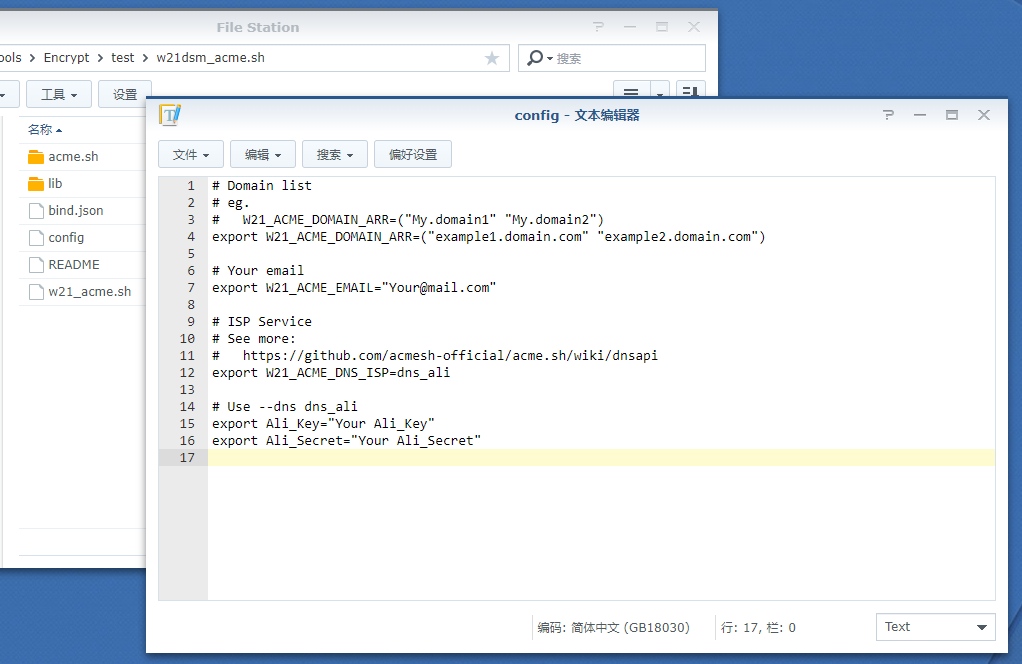 File Station
ools > Encrypt > test > w21dsm_acme.sh
搜索
工具
设置
名称
acme.sh
lib
bind.json
config
README
w21_acme.sh
config - 文本编辑器
文件
编辑
搜索
偏好设置
1 # Domain list
2 # eg.
3 #   W21_ACME_DOMAIN_ARR=("My.domain1" "My.domain2")
4 export W21_ACME_DOMAIN_ARR=("example1.domain.com" "example2.domain.com")
5
6 # Your email
7 export W21_ACME_EMAIL="Your@mail.com"
8
9 # ISP Service
10 # See more:
11 #   https://github.com/acmesh-official/acme.sh/wiki/dnsapi
12 export W21_ACME_DNS_ISP=dns_ali
13
14 # Use --dns dns_ali
15 export Ali_Key="Your Ali_Key"
16 export Ali_Secret="Your Ali_Secret"
17
编码: 简体中文 (GB18030)
行: 17, 栏: 0
Text